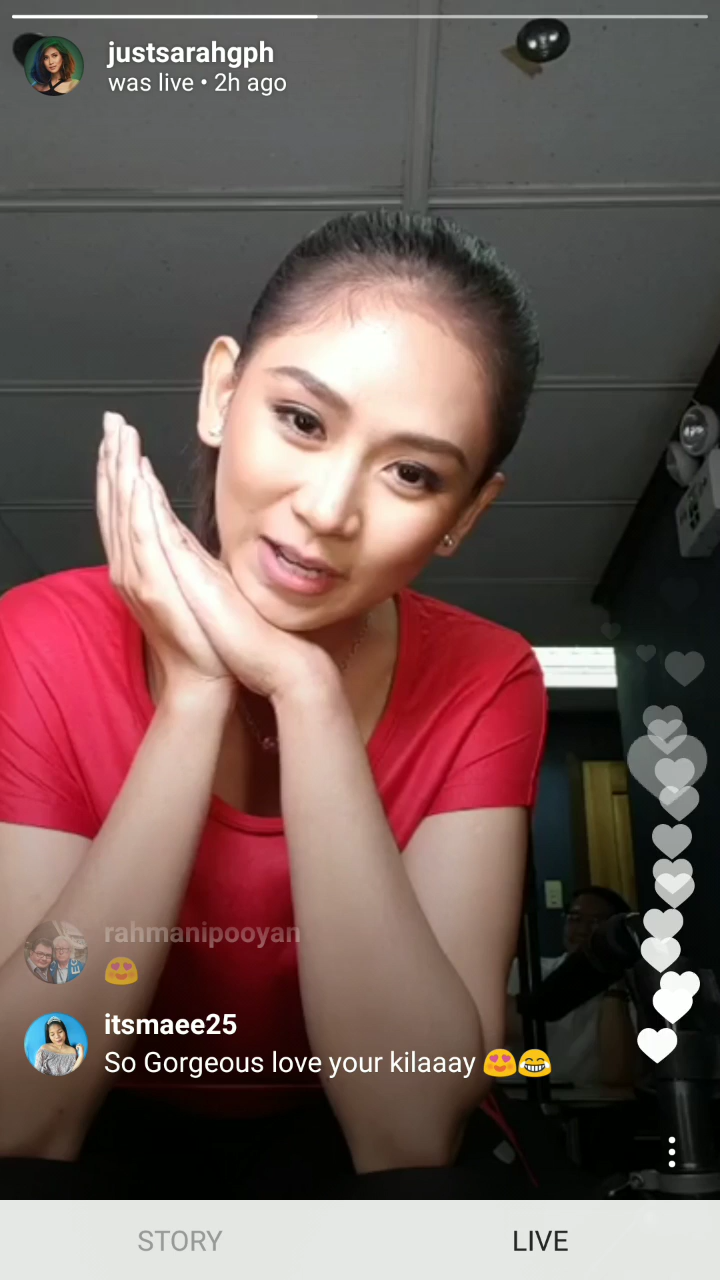 justsarahgph
was live • 2h ago
rahmanipooyan
😍
itsmaee25
So Gorgeous love your kilaaay 😍😂
STORY
LIVE